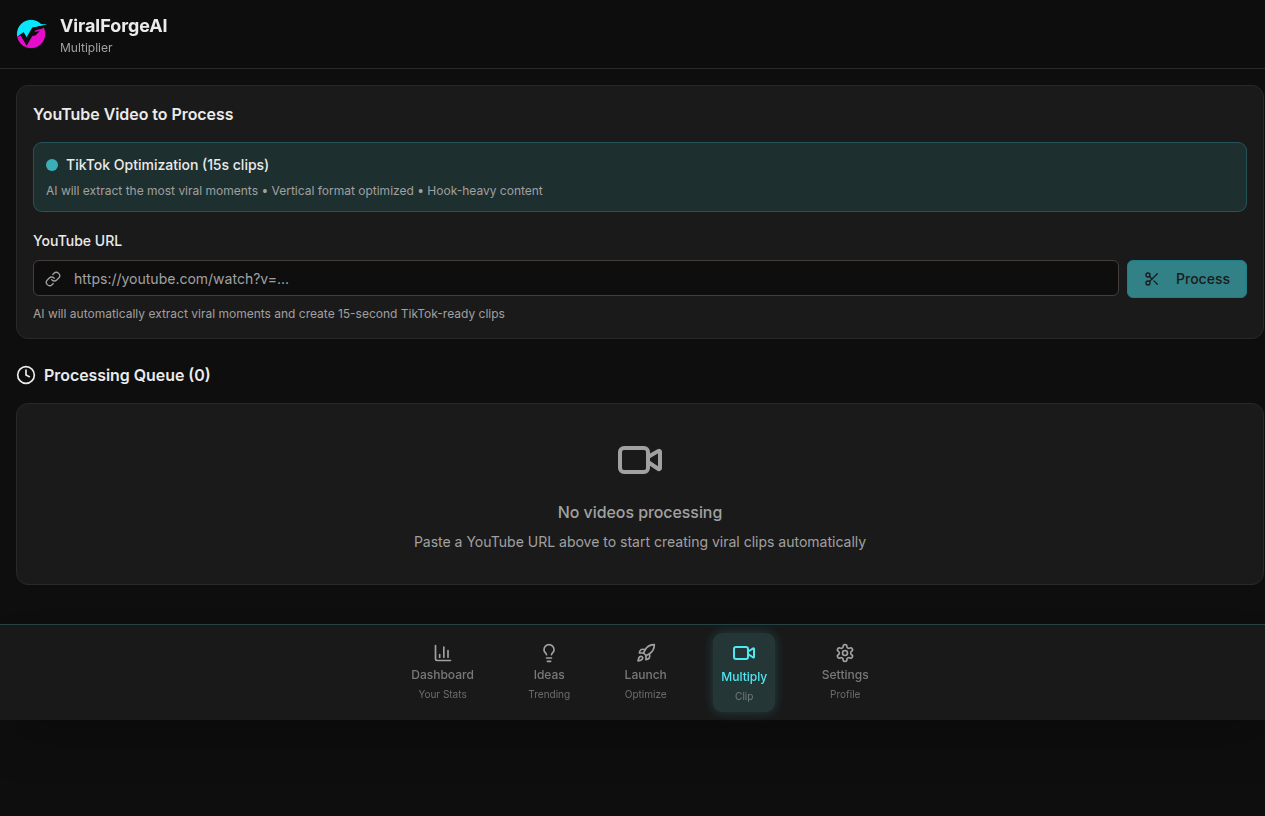 ViralForgeAI
Multiplier
YouTube Video to Process
TikTok Optimization (15s clips)
AI will extract the most viral moments • Vertical format optimized • Hook-heavy content
YouTube URL
https://youtube.com/watch?v=...
Process
AI will automatically extract viral moments and create 15-second TikTok-ready clips
Processing Queue (0)
No videos processing
Paste a YouTube URL above to start creating viral clips automatically
Dashboard
Your Stats
Ideas
Trending
Launch
Optimize
Multiply
Clip
Settings
Profile